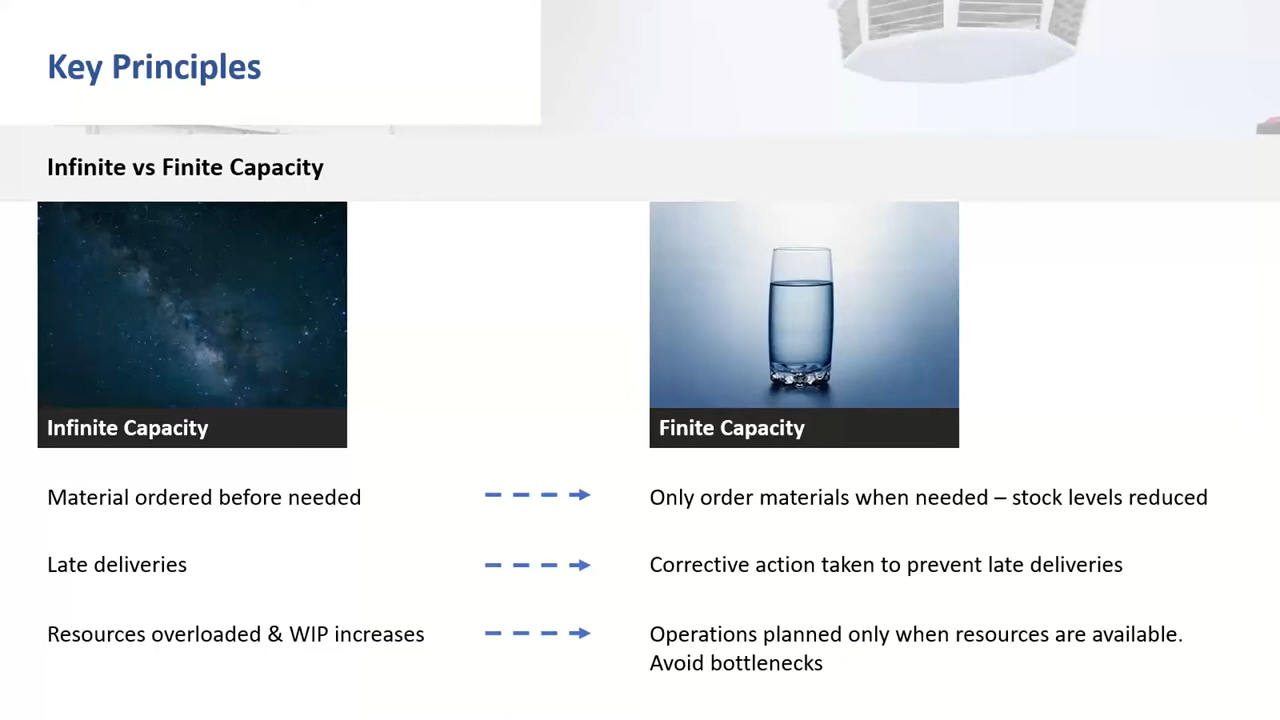 Key Principles
Infinite vs Finite Capacity
Infinite Capacity
Finite Capacity
Material ordered before needed
Only order materials when needed – stock levels reduced
Late deliveries
Corrective action taken to prevent late deliveries
Resources overloaded & WIP increases
Operations planned only when resources are available.
Avoid bottlenecks